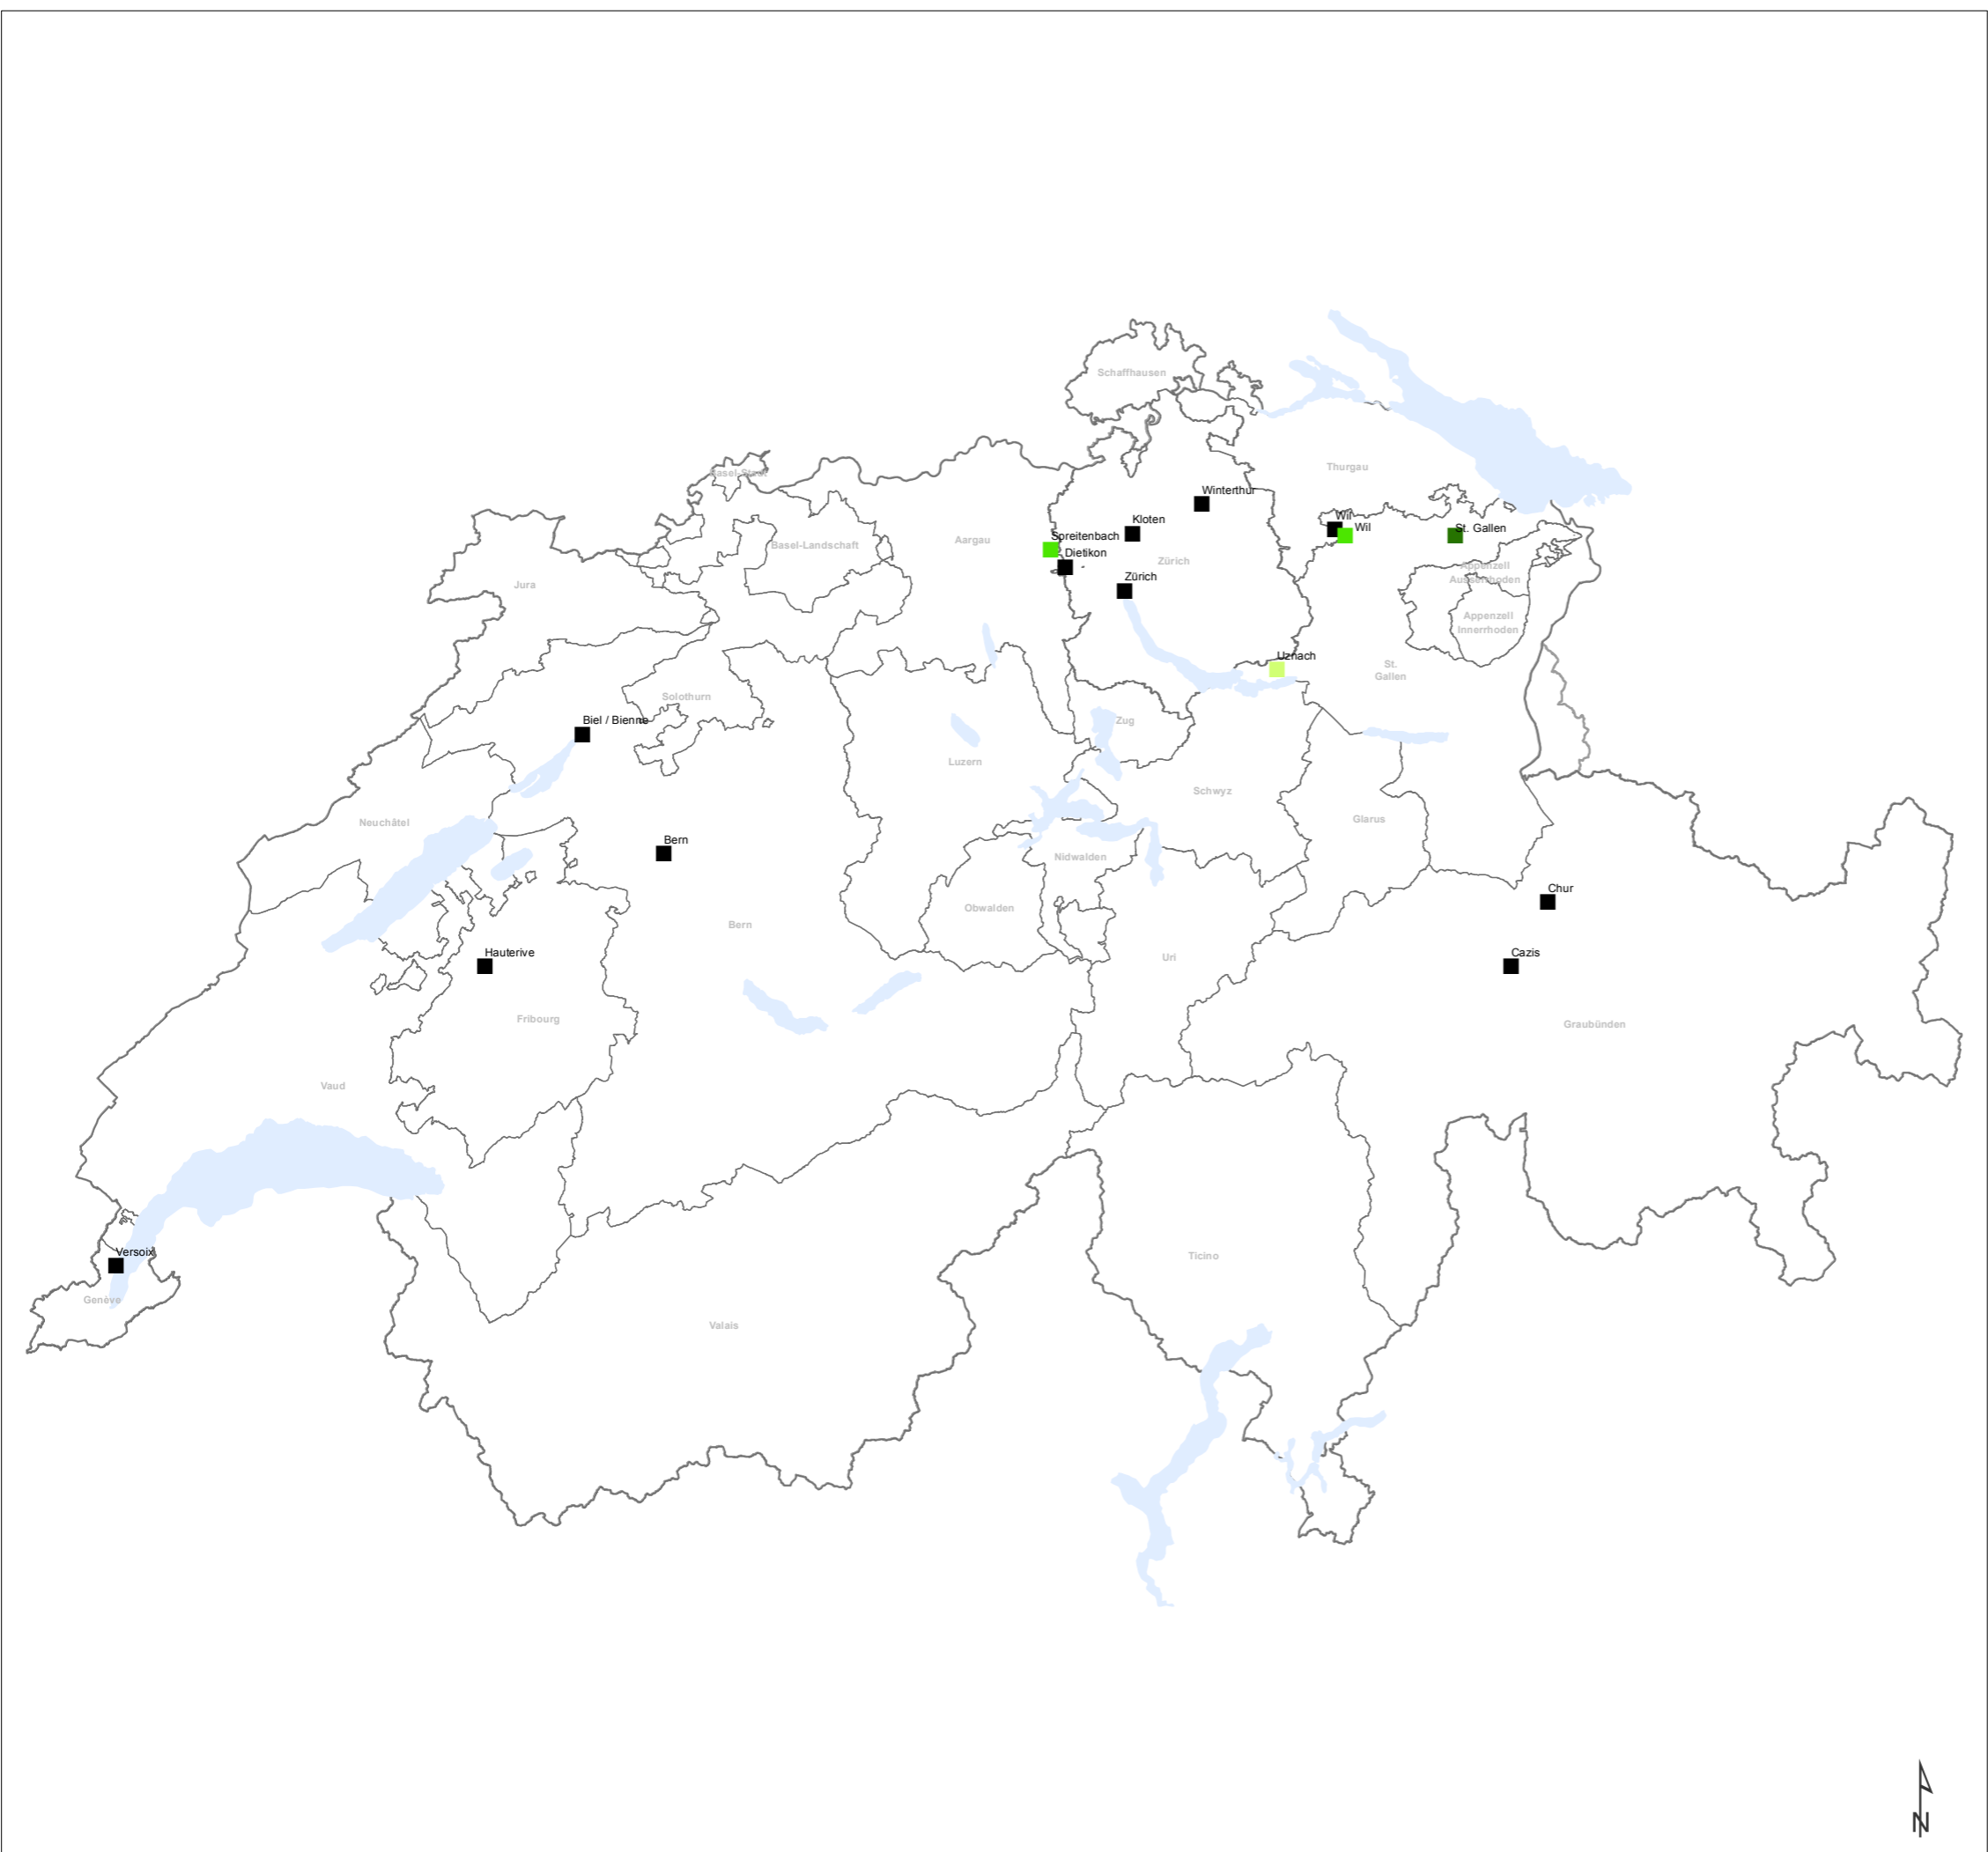 Schaffhausen
Thurgau
Basel-Stadt
Winterthur
Wil
Wil
St. Gallen
Kloten
Spreitenbach
Dietikon
Aargau
Basel-Landschaft
Zürich
Zürich
Appenzell
Ausserrhoden
Jura
Appenzell
Innerrhoden
Uznach
St.
Gallen
Solothurn
Biel / Bienne
Zug
Luzern
Schwyz
Glarus
Neuchâtel
Bern
Nidwalden
Chur
Obwalden
Bern
Hauterive
Uri
Cazis
Fribourg
Graubünden
Vaud
Versoix
Ticino
Genève
Valais
N